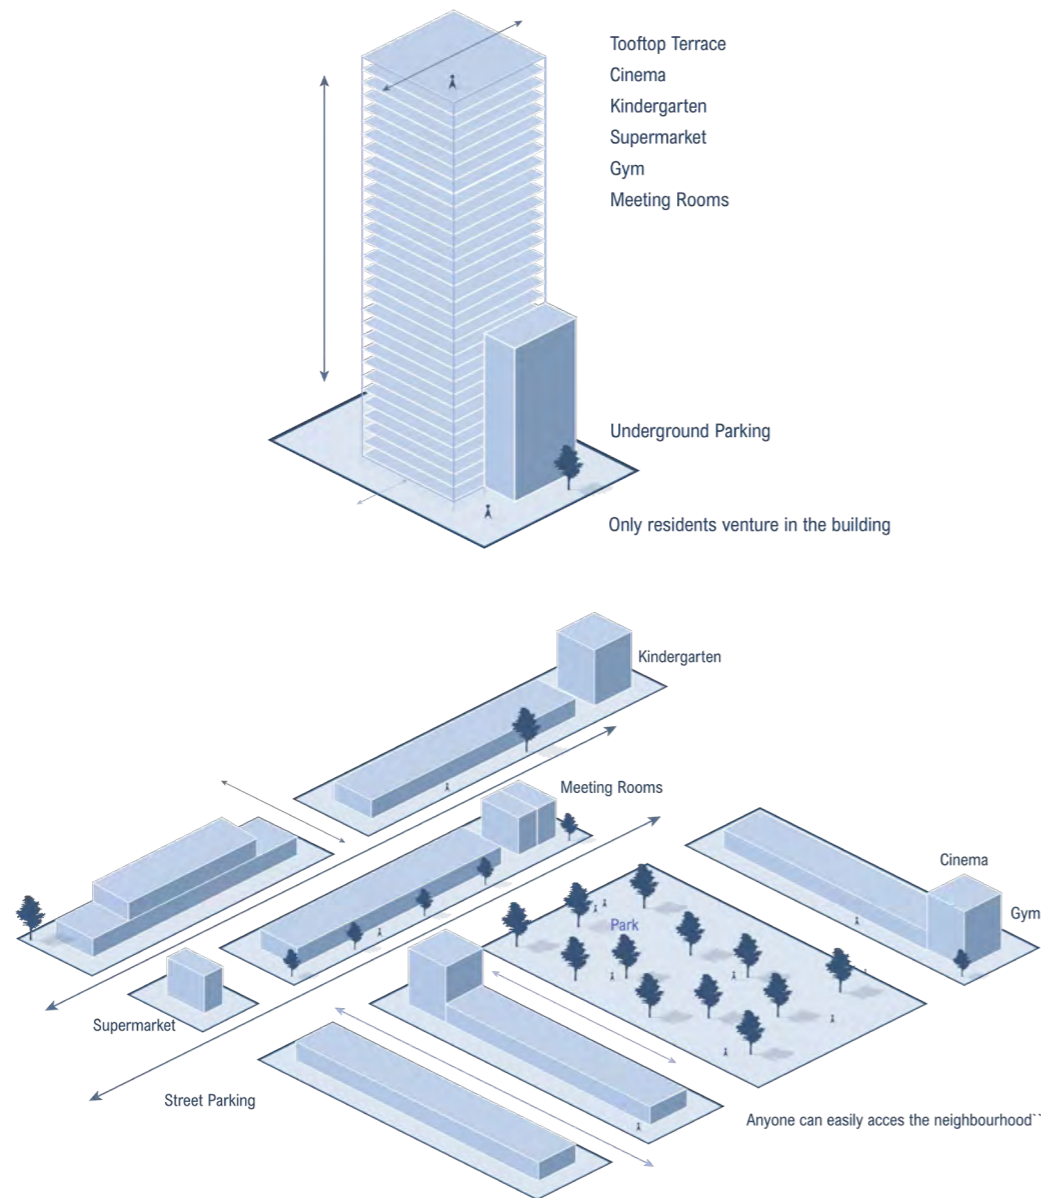 Tooftop Terrace
Cinema
Kindergarten
Supermarket
Gym
Meeting Rooms
Underground Parking
Only residents venture in the building
Kindergarten
Meeting Rooms
Cinema
Gym
Park
Supermarket
Street Parking
Anyone can easily acces the neighbourhood``